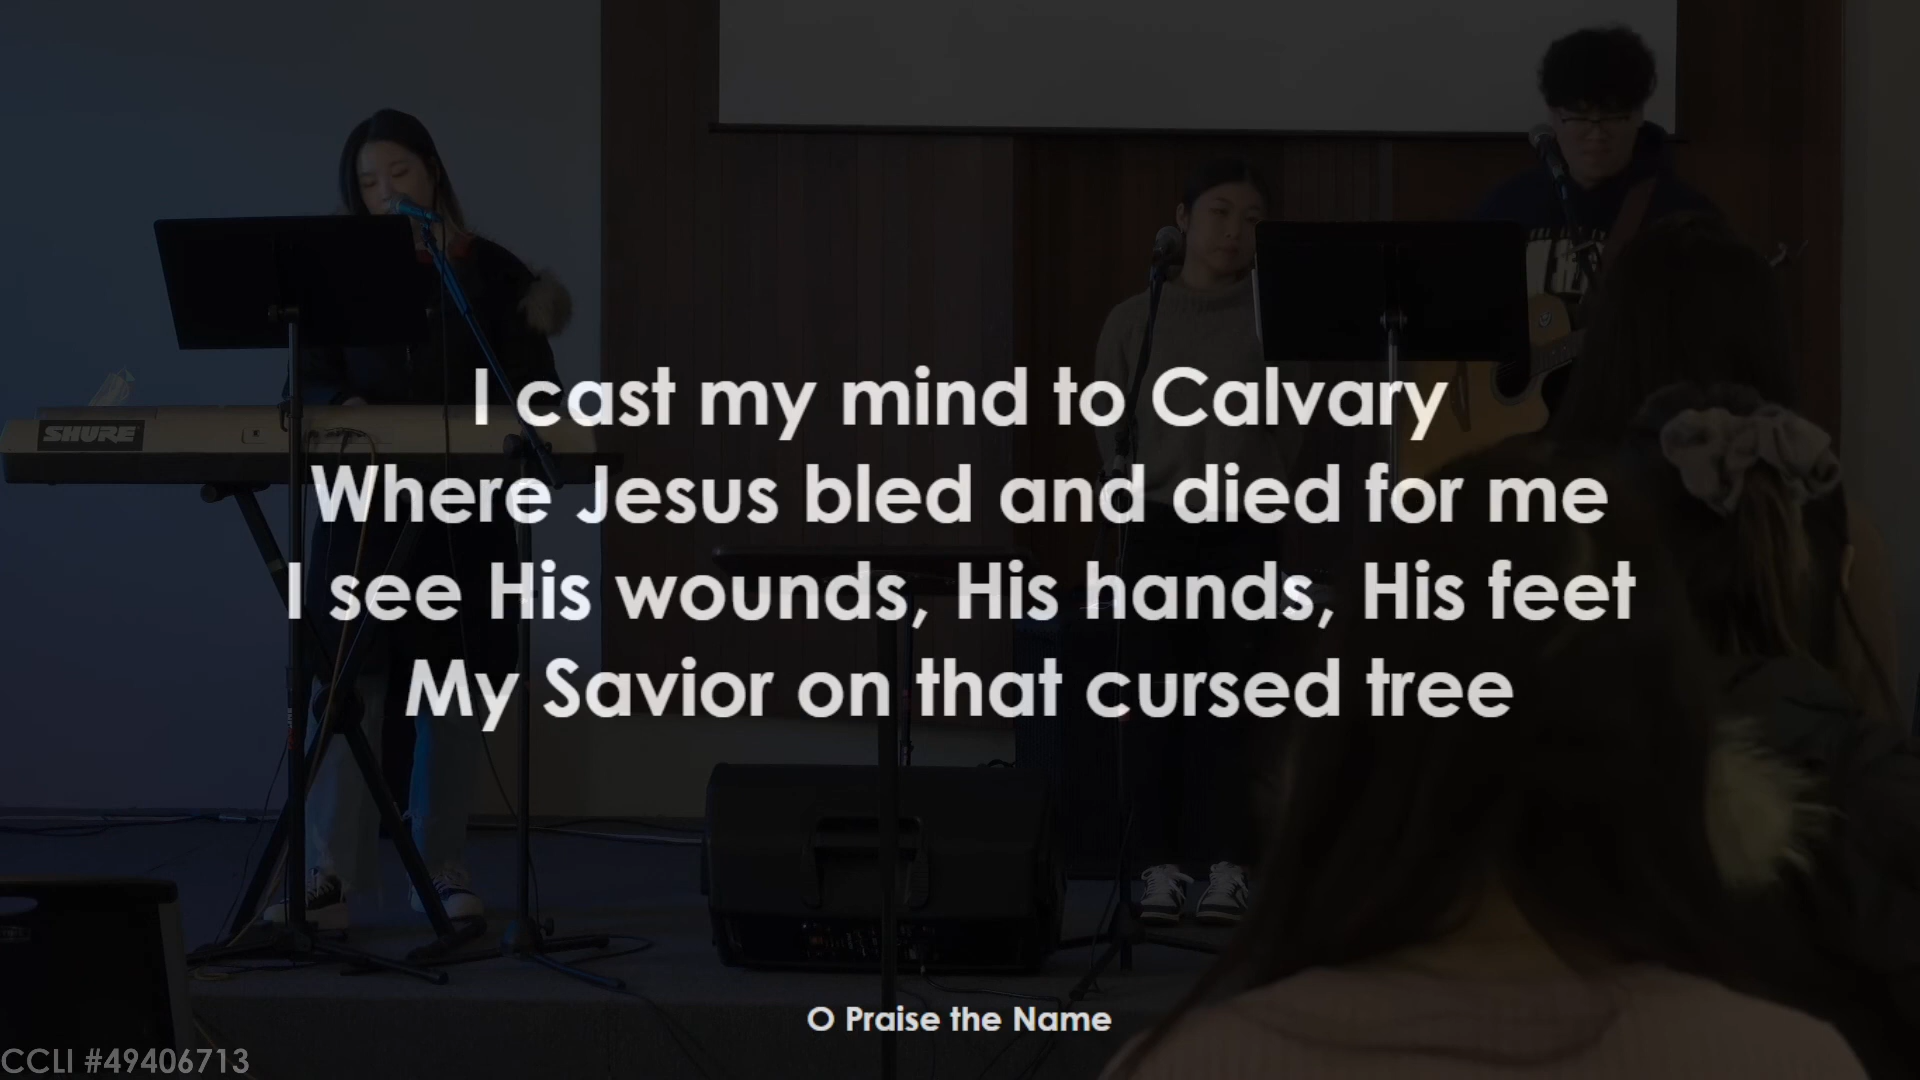 SHURE
I cast my mind to Calvary
Where Jesus bled and died for me
I see His wounds, His hands, His feet
My Savior on that cursed tree
O Praise the Name
CCLI #49406713